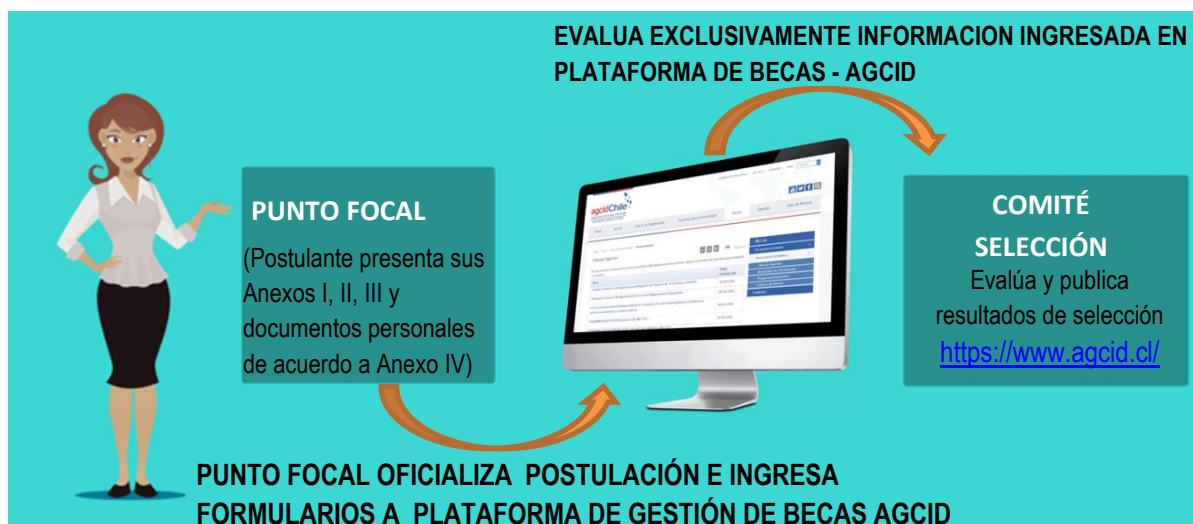 EVALUA EXCLUSIVAMENTE INFORMACION INGRESADA EN
PLATAFORMA DE BECAS - AGCID
PUNTO FOCAL
(Postulante presenta sus
Anexos I, II, III y
documentos personales
de acuerdo a Anexo IV)
agcidChile
COMITÉ
SELECCIÓN
Evalúa y publica
resultados de selección
https://www.agcid.cl/
PUNTO FOCAL OFICIALIZA POSTULACIÓN E INGRESA
FORMULARIOS A PLATAFORMA DE GESTIÓN DE BECAS AGCID